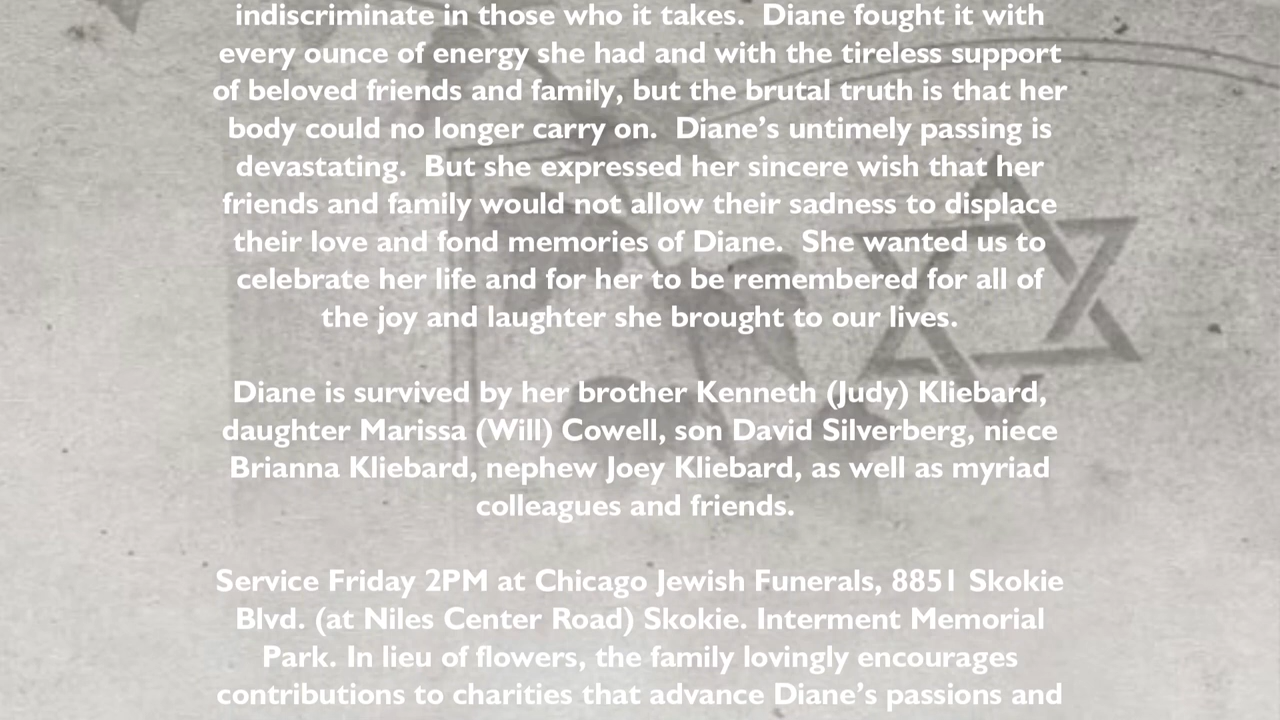 indiscriminate in those who it takes.  Diane fought it with
every ounce of energy she had and with the tireless support
of beloved friends and family, but the brutal truth is that her
body could no longer carry on.  Diane’s untimely passing is
devastating.  But she expressed her sincere wish that her
friends and family would not allow their sadness to displace
their love and fond memories of Diane.  She wanted us to
celebrate her life and for her to be remembered for all of
the joy and laughter she brought to our lives.

Diane is survived by her brother Kenneth (Judy) Kliebard,
daughter Marissa (Will) Cowell, son David Silverberg, niece
Brianna Kliebard, nephew Joey Kliebard, as well as myriad
colleagues and friends.

Service Friday 2PM at Chicago Jewish Funerals, 8851 Skokie
Blvd. (at Niles Center Road) Skokie. Interment Memorial
Park. In lieu of flowers, the family lovingly encourages
contributions to charities that advance Diane’s passions and